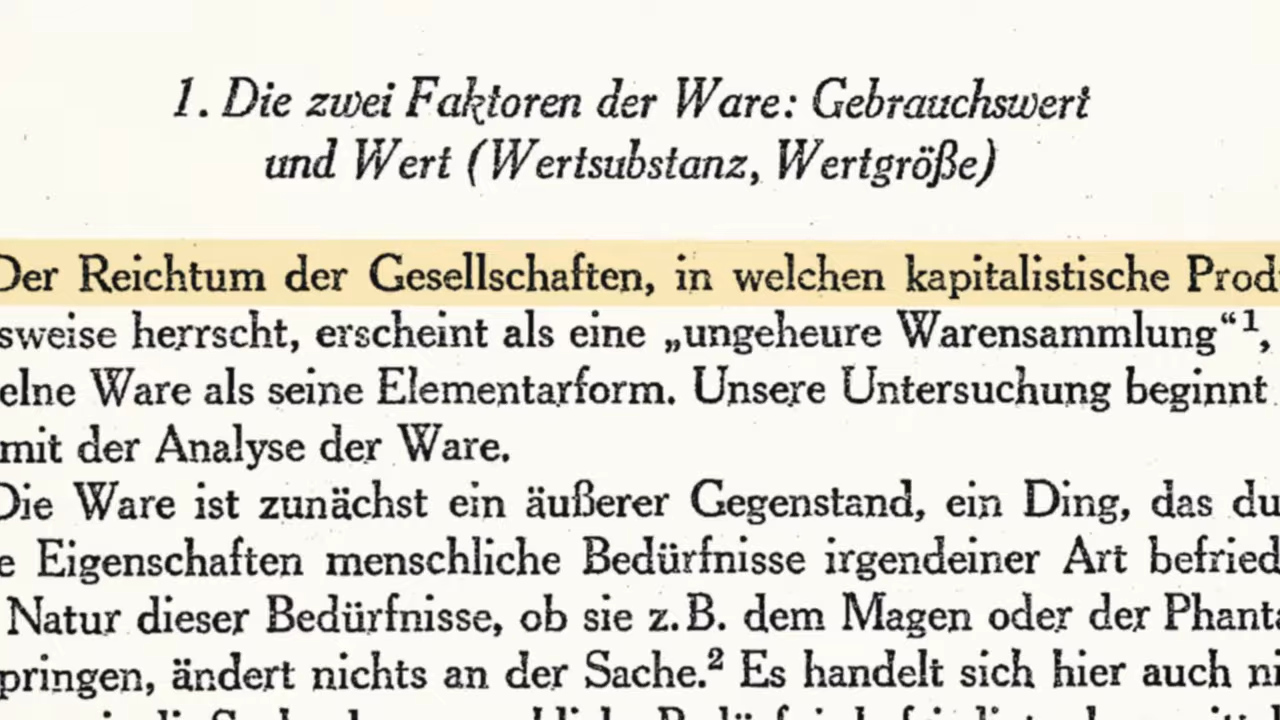 1. Die zwei Faktoren der Ware: Gebrauchswert
und Wert (Wertsubstanz, Wertgröße)
Der Reichtum der Gesellschaften, in welchen kapitalistische Prod
sweise herrscht, erscheint als eine „ungeheure Warensammlung“¹,
elne Ware als seine Elementarform. Unsere Untersuchung beginnt
mit der Analyse der Ware.
Die Ware ist zunächst ein äußerer Gegenstand, ein Ding, das du
e Eigenschaften menschliche Bedürfnisse irgendeiner Art befried
Natur dieser Bedürfnisse, ob sie z. B. dem Magen oder der Phanta
pringen, ändert nichts an der Sache.² Es handelt sich hier auch ni